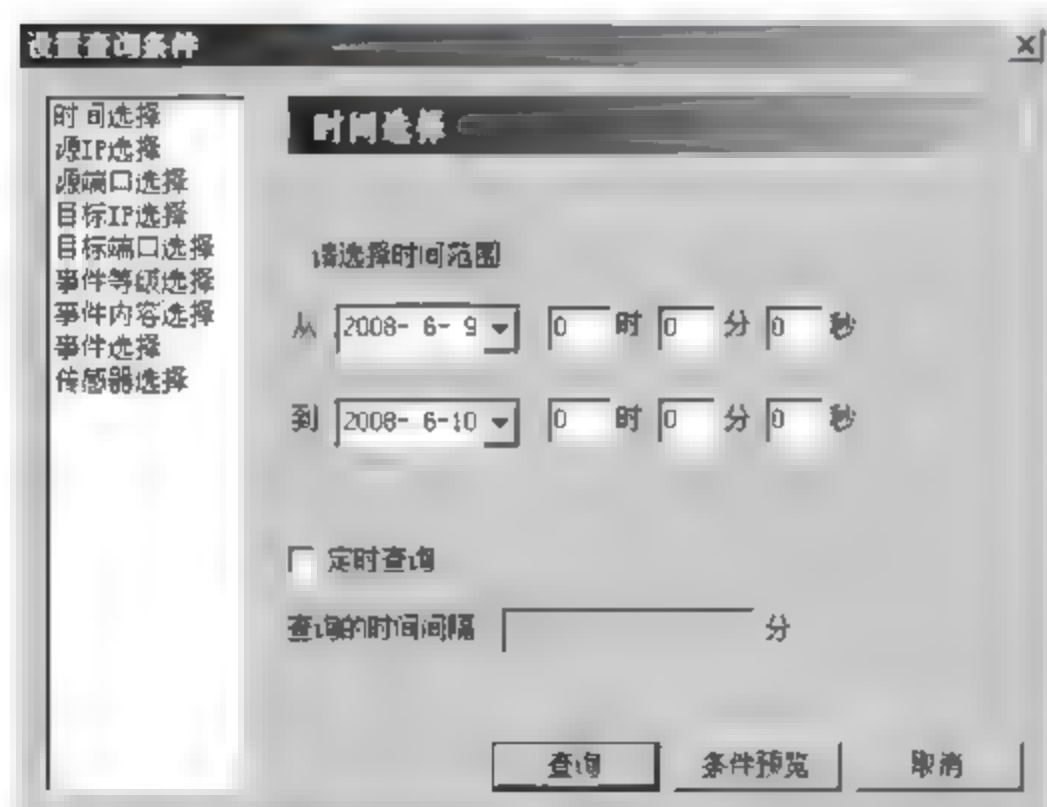 设置查询条件
时间选择
源IP选择
源端口选择
目标IP选择
目标端口选择
事件等级选择
事件内容选择
事件选择
传感器选择
时间选择
请选择时间范围
从 2008- 6- 9 0 时 0 分 0 秒
到 2008- 6-10 0 时 0 分 0 秒
定时查询
查询的时间间隔 分
查询 条件预览 取消